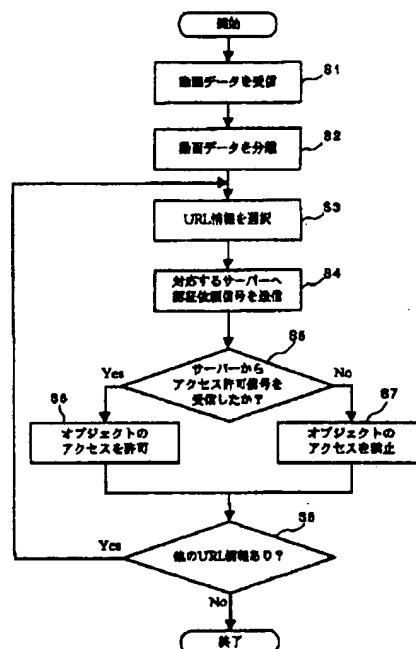 開始
S1
動画データを受信
S2
動画データを分離
S3
URL情報を選択
S4
対応するサーバーへ
認証依頼信号を送信
S5
サーバーから
アクセス許可信号を
受信したか？
Yes
No
S6
オブジェクトの
アクセスを許可
S7
オブジェクトの
アクセスを禁止
S8
他のURL情報あり？
Yes
No
終了